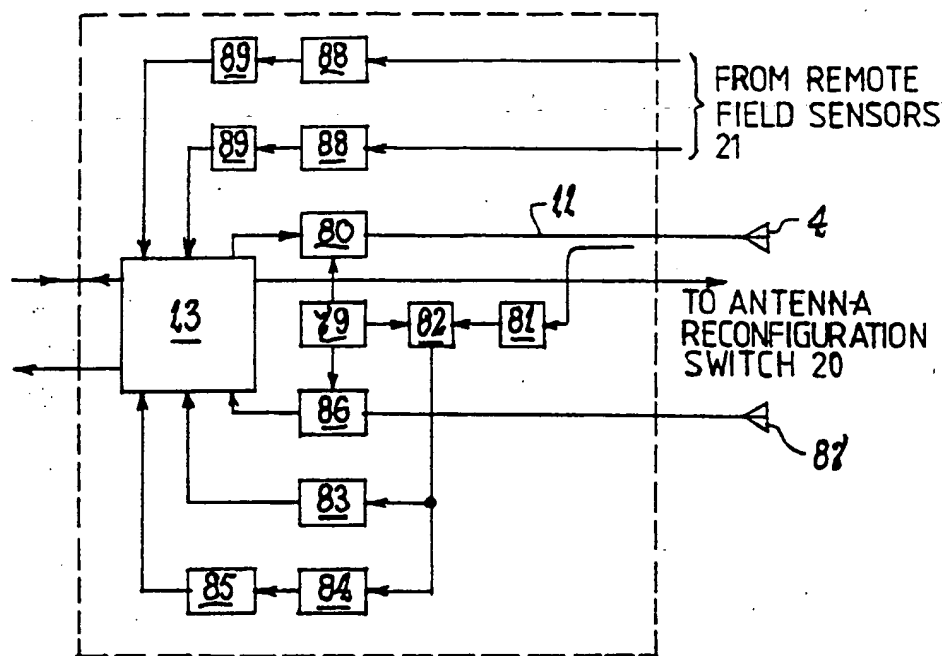 89 88
FROM REMOTE
FIELD SENSORS
21
89 88
11
80
4
13
79 82 81
TO ANTENNA
RECONFIGURATION
SWITCH 20
86
87
83
85 84